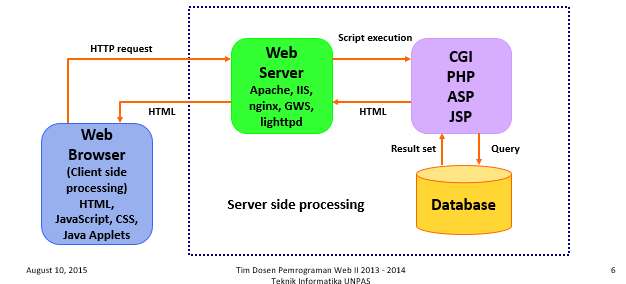 HTTP request
Web
Server
Apache, IIS,
nginx, GWS,
lighttpd
Script execution
CGI
PHP
ASP
JSP
HTML
HTML
Web
Browser
(Client side
processing)
HTML,
JavaScript, CSS,
Java Applets
Result set
Query
Database
Server side processing
August 10, 2015
Tim Dosen Pemrograman Web II 2013 - 2014
Teknik Informatika UNPAS
6